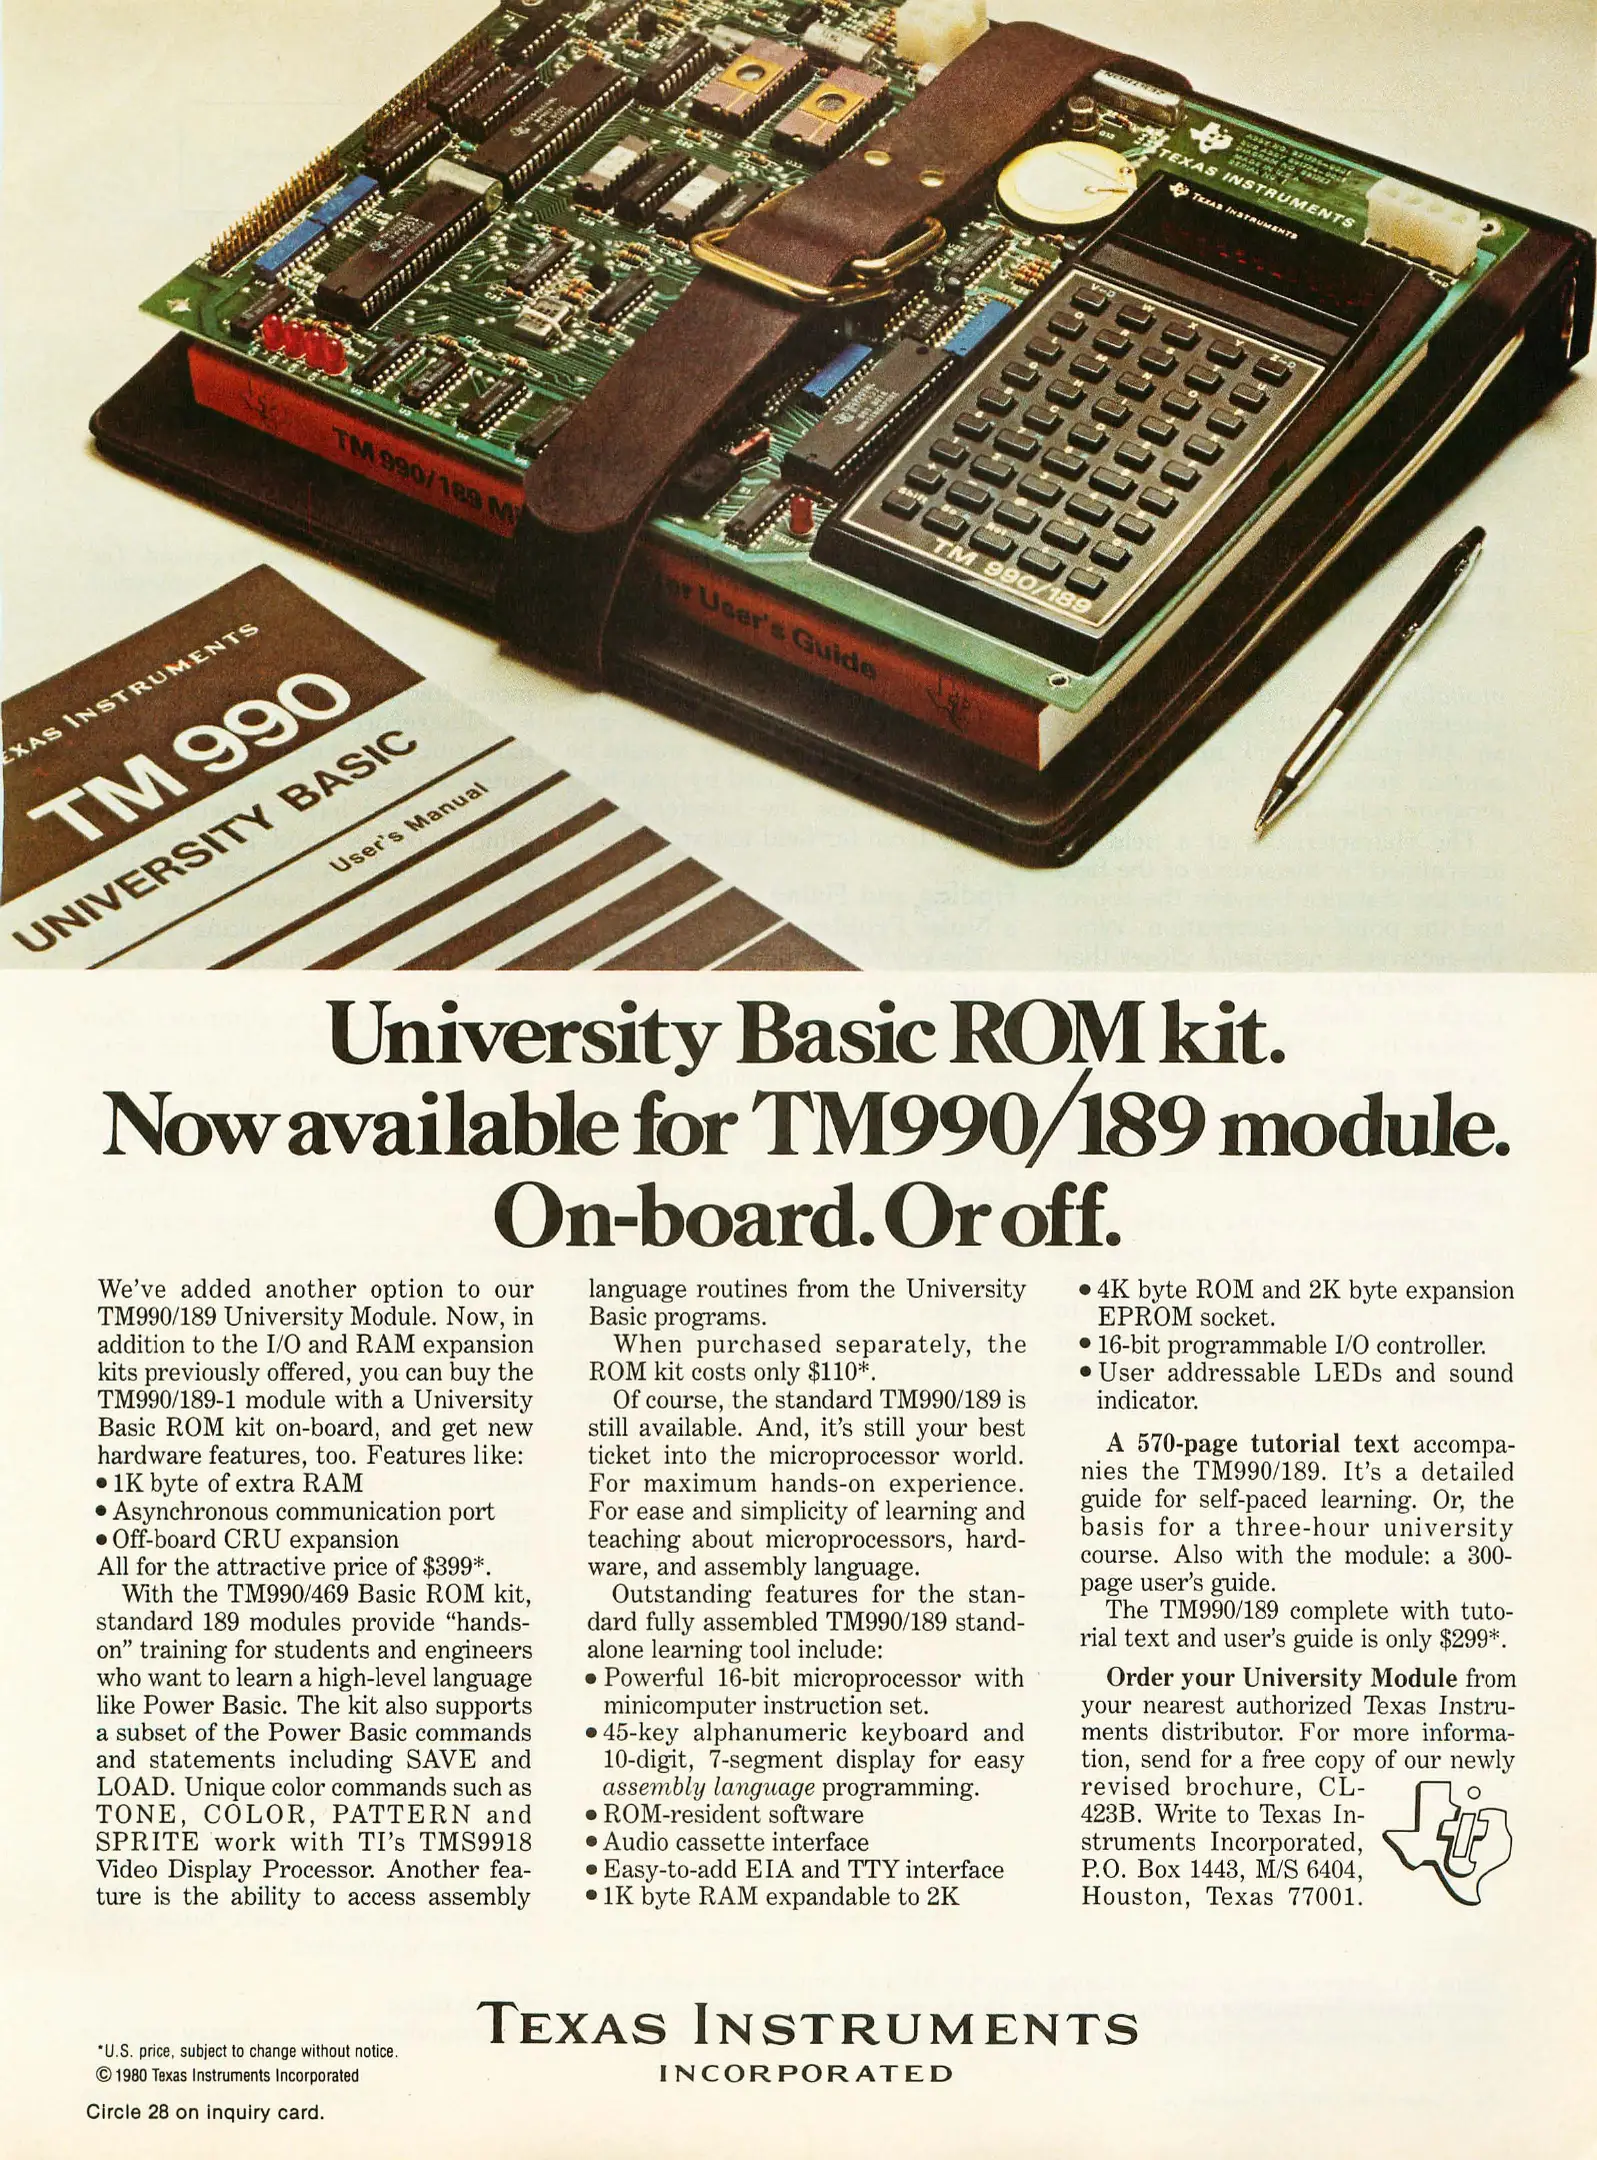 TEXAS INSTRUMENTS
TEXAS INSTRUMENTS
TM 990/189 M
er User's Guide
TM 990/189
EXAS INSTRUMENTS
TM 990
UNIVERSITY BASIC
User's Manual
University Basic ROM kit.
Now available for TM990/189 module.
On-board. Or off.
We've added another option to our
TM990/189 University Module. Now, in
addition to the I/O and RAM expansion
kits previously offered, you can buy the
TM990/189-1 module with a University
Basic ROM kit on-board, and get new
hardware features, too. Features like:
• 1K byte of extra RAM
• Asynchronous communication port
• Off-board CRU expansion
All for the attractive price of $399*.
With the TM990/469 Basic ROM kit,
standard 189 modules provide “hands-
on” training for students and engineers
who want to learn a high-level language
like Power Basic. The kit also supports
a subset of the Power Basic commands
and statements including SAVE and
LOAD. Unique color commands such as
TONE, COLOR, PATTERN and
SPRITE work with TI's TMS9918
Video Display Processor. Another fea-
ture is the ability to access assembly
language routines from the University
Basic programs.
When purchased separately, the
ROM kit costs only $110*.
Of course, the standard TM990/189 is
still available. And, it's still your best
ticket into the microprocessor world.
For maximum hands-on experience.
For ease and simplicity of learning and
teaching about microprocessors, hard-
ware, and assembly language.
Outstanding features for the stan-
dard fully assembled TM990/189 stand-
alone learning tool include:
• Powerful 16-bit microprocessor with
minicomputer instruction set.
• 45-key alphanumeric keyboard and
10-digit, 7-segment display for easy
assembly language programming.
• ROM-resident software
• Audio cassette interface
• Easy-to-add EIA and TTY interface
• 1K byte RAM expandable to 2K
• 4K byte ROM and 2K byte expansion
EPROM socket.
• 16-bit programmable I/O controller.
• User addressable LEDs and sound
indicator.
A 570-page tutorial text accompa-
nies the TM990/189. It's a detailed
guide for self-paced learning. Or, the
basis for a three-hour university
course. Also with the module: a 300-
page user's guide.
The TM990/189 complete with tuto-
rial text and user's guide is only $299*.
Order your University Module from
your nearest authorized Texas Instru-
ments distributor. For more informa-
tion, send for a free copy of our newly
revised brochure, CL-
423B. Write to Texas In-
struments Incorporated,
P.O. Box 1443, M/S 6404,
Houston, Texas 77001.
TEXAS INSTRUMENTS
INCORPORATED
*U.S. price, subject to change without notice.
© 1980 Texas Instruments Incorporated
Circle 28 on inquiry card.